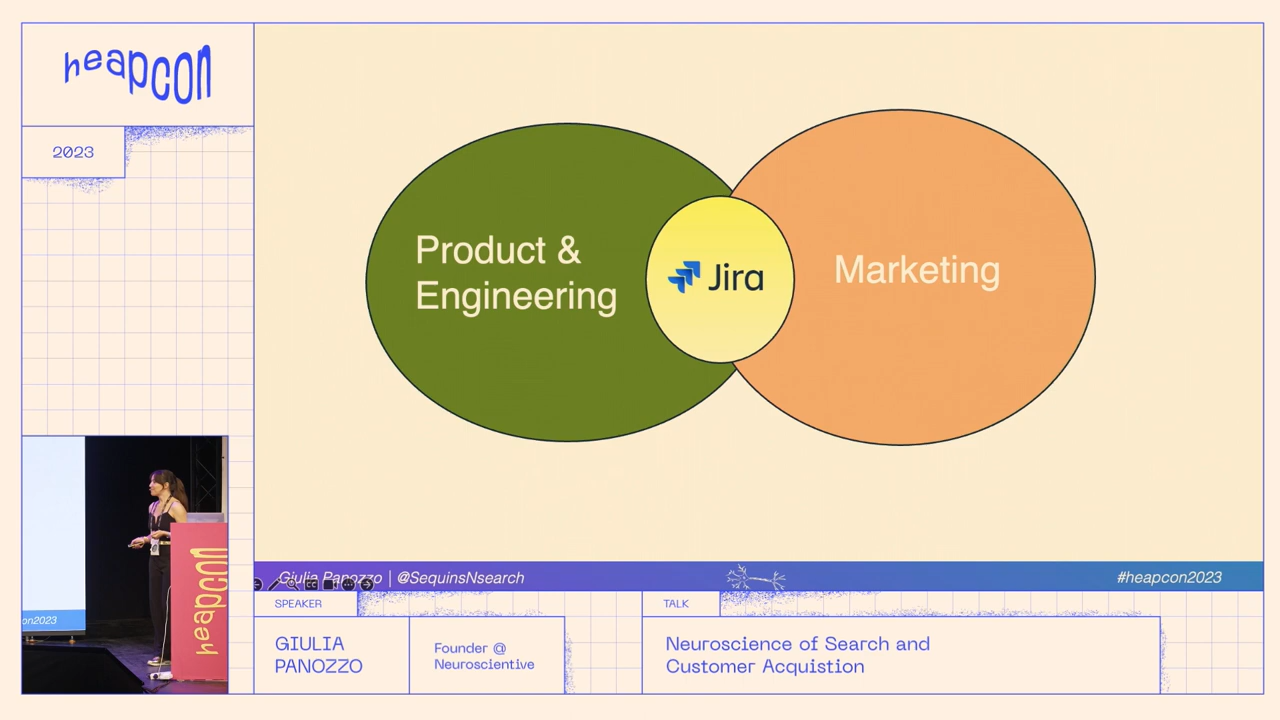 heapcon
2023
Product &
Engineering
Jira
Marketing
Giulia Panozzo | @SequinsNsearch
#heapcon2023
con2023
heapcon
SPEAKER
GIULIA
PANOZZO
Founder @
Neuroscientive
TALK
Neuroscience of Search and
Customer Acquistion